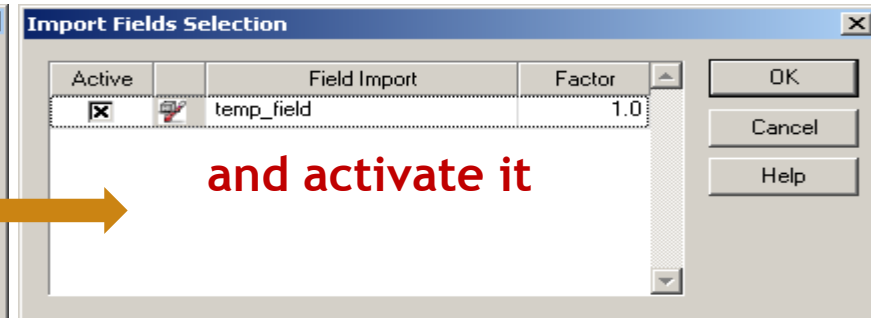 Import Fields Selection
Active Field Import Factor
temp_field 1.0
and activate it
OK
Cancel
Help